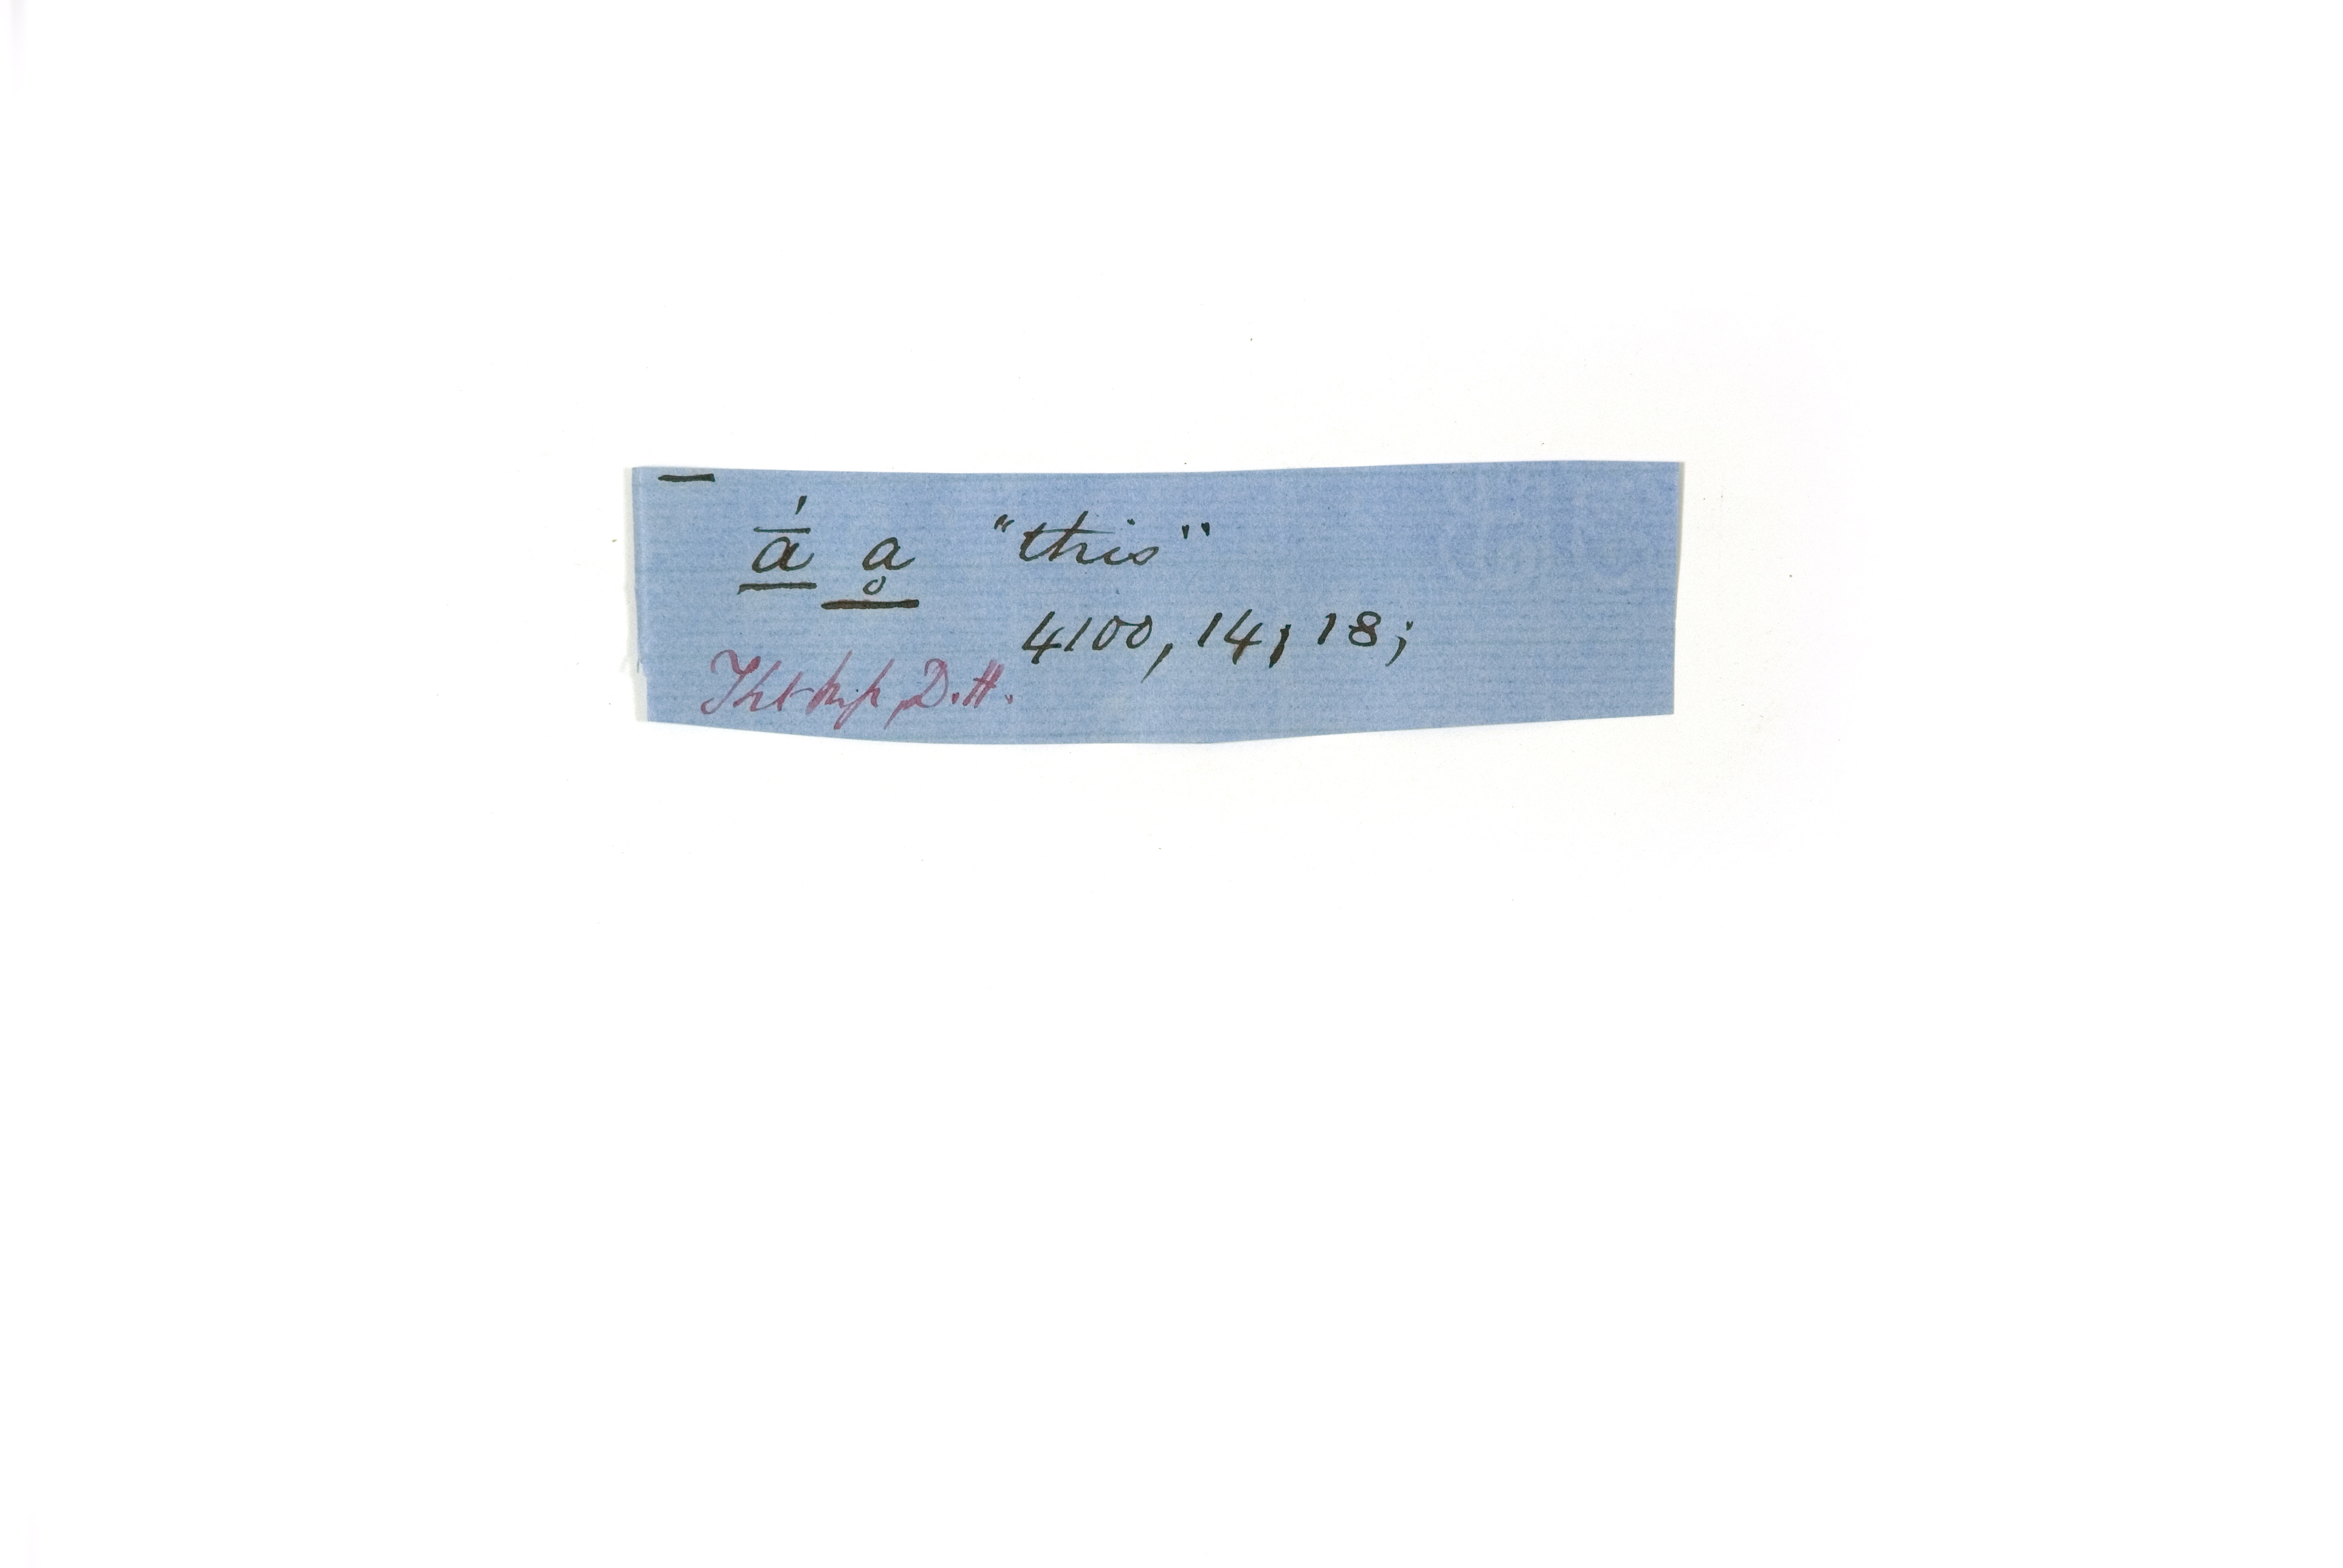 ā́ ḁ "this"
4100, 14; 18;
D.H.